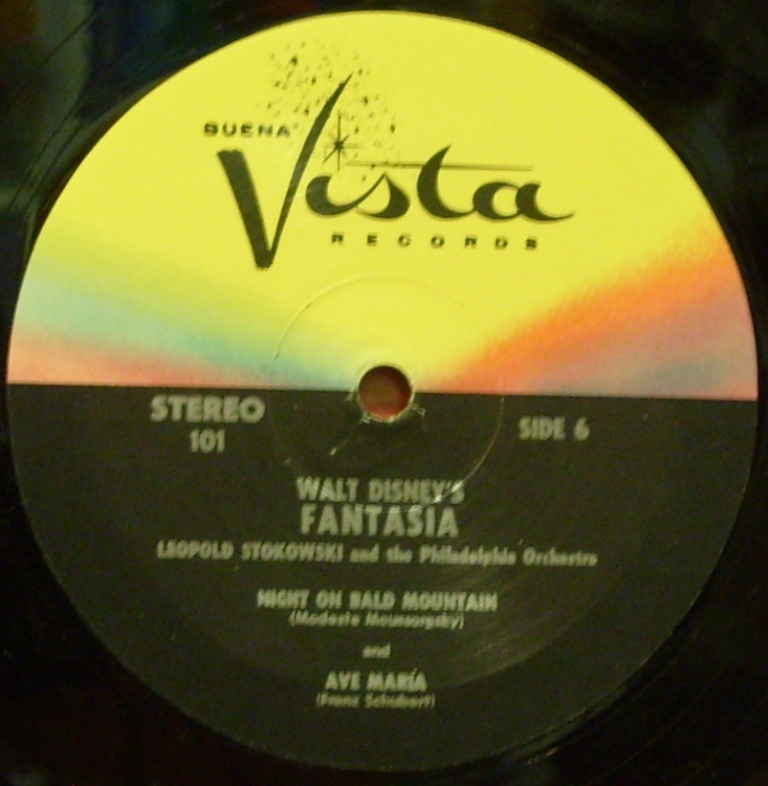 BUENA
Vista
RECORDS
STEREO
101
SIDE 6
WALT DISNEY'S
FANTASIA
LEOPOLD STOKOWSKI and the Philadelphia Orchestra
NIGHT ON BALD MOUNTAIN
(Modeste Moussorgsky)
and
AVE MARÍA
(Franz Schubert)